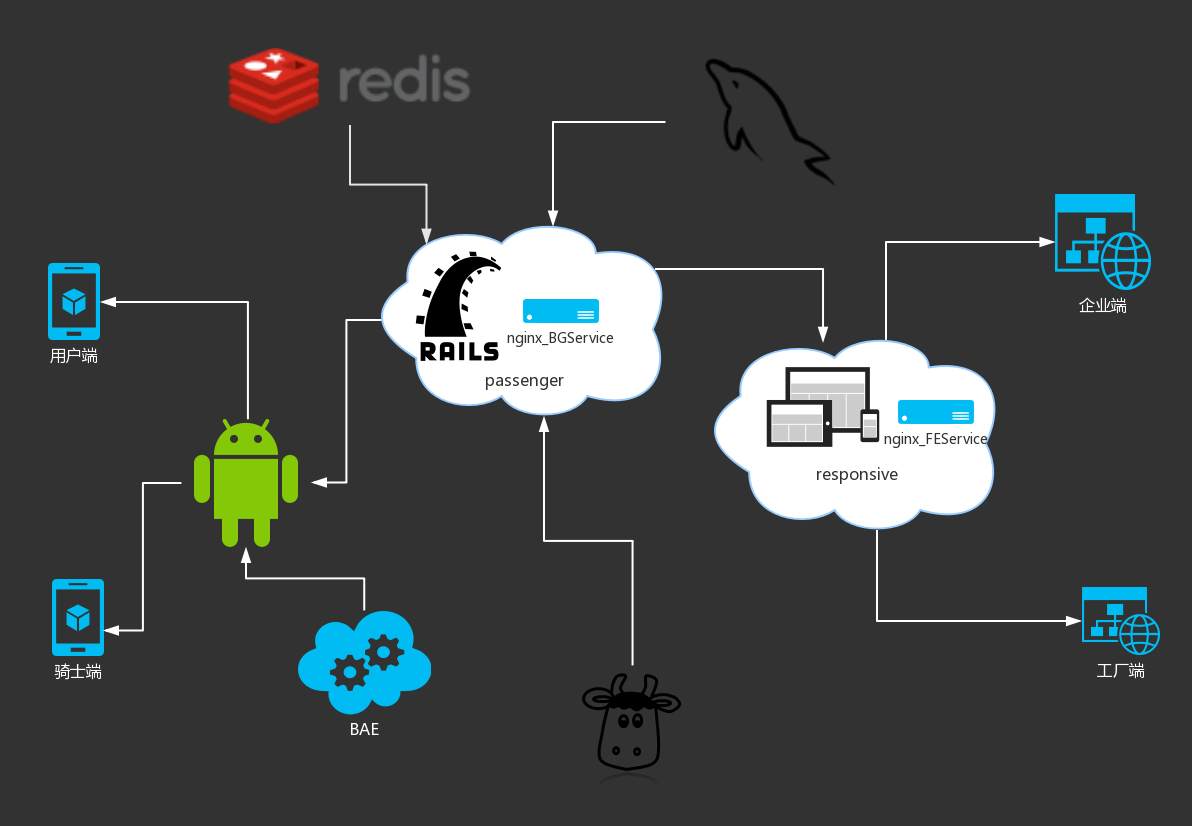 redis
企业端
用户端
RAILS
nginx_BGService
passenger
nginx_FEService
responsive
骑士端
工厂端
BAE